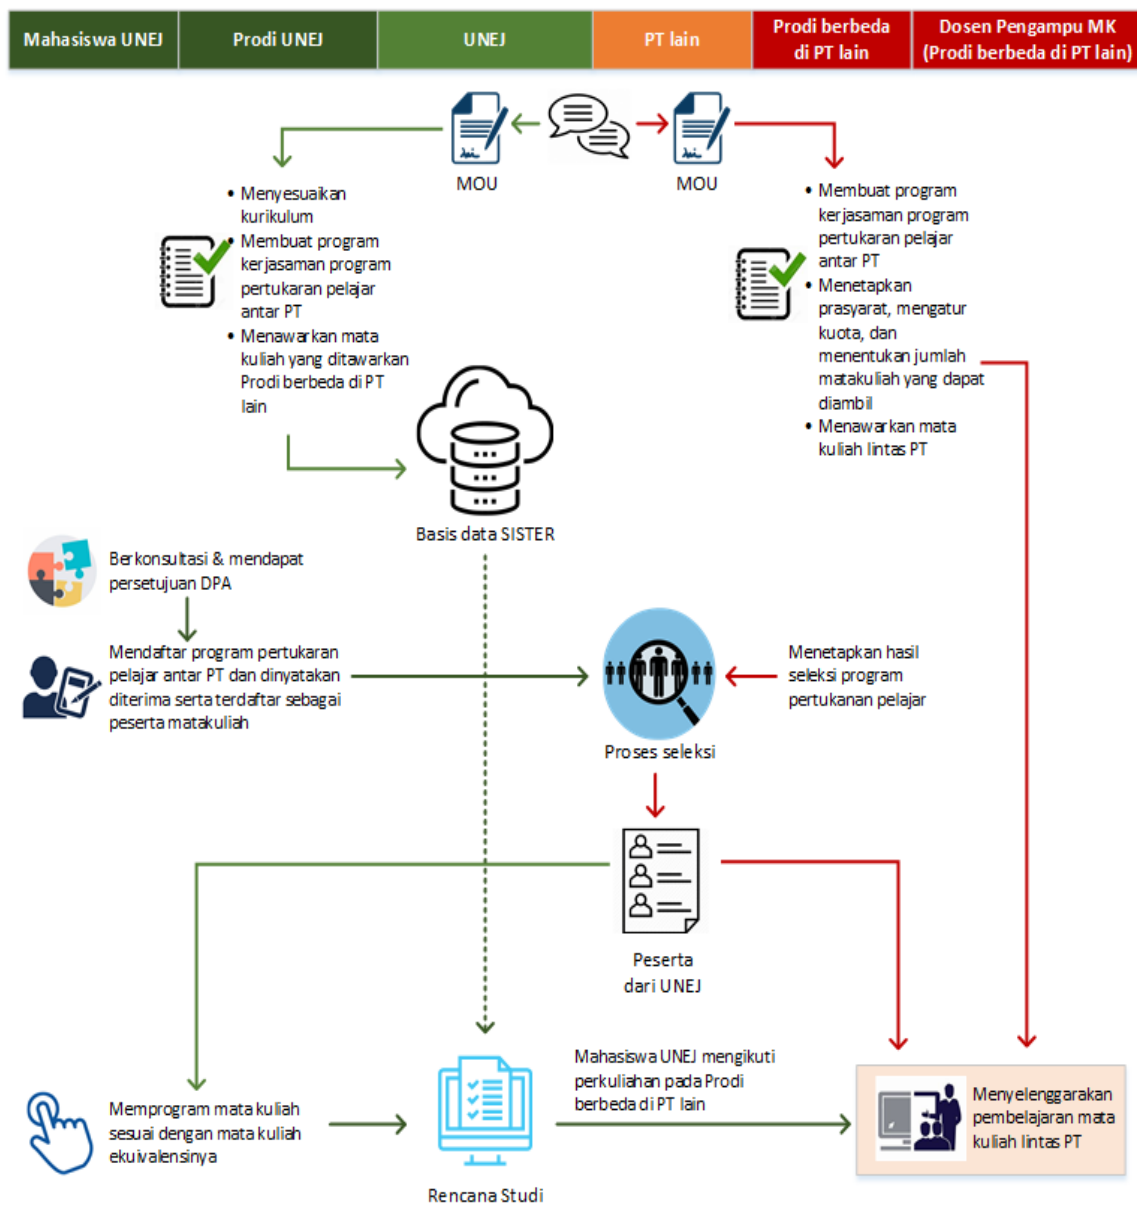 Mahasiswa UNEJ
Prodi UNEJ
UNEJ
PT lain
Prodi berbeda
di PT lain
Dosen Pengampu MK
(Prodi berbeda di PT lain)
MOU
MOU
• Menyesuaikan
kurikulum
• Membuat program
kerjasaman program
pertukaran pelajar
antar PT
• Menawarkan mata
kuliah yang ditawarkan
Prodi berbeda di PT
lain
• Membuat program
kerjasaman program
pertukaran pelajar
antar PT
• Menetapkan
prasyarat, mengatur
kuota, dan
menentukan jumlah
matakuliah yang dapat
diambil
• Menawarkan mata
kuliah lintas PT
Basis data SISTER
Berkonsultasi & mendapat
persetujuan DPA
Mendaftar program pertukaran
pelajar antar PT dan dinyatakan
diterima serta terdaftar sebagai
peserta matakuliah
Proses seleksi
Menetapkan hasil
seleksi program
pertukanan pelajar
Peserta
dari UNEJ
Memprogram mata kuliah
sesuai dengan mata kuliah
ekuivalensinya
Rencana Studi
Mahasiswa UNEJ mengikuti
perkuliahan pada Prodi
berbeda di PT lain
Menyelenggarakan
pembelajaran mata
kuliah lintas PT